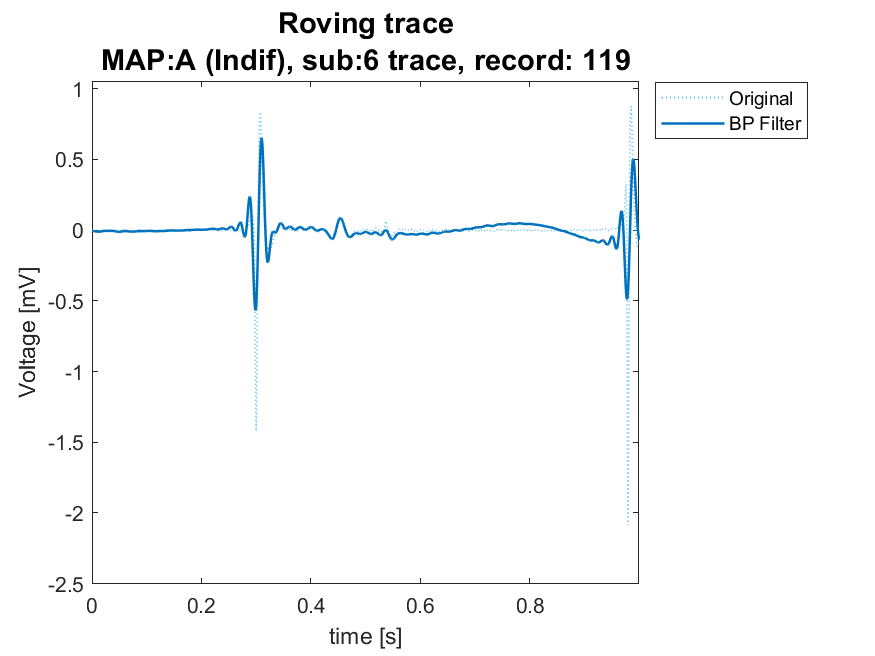 Roving trace
MAP:A (Indif), sub:6 trace, record: 119
Original
BP Filter
1
0.5
0
-0.5
-1
-1.5
-2
-2.5
Voltage [mV]
0 0.2 0.4 0.6 0.8
time [s]